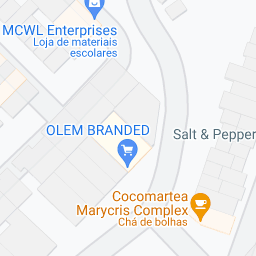 MCWL Enterprises
Loja de materiais
escolares
OLEM BRANDED
Salt & Pepper
Cocomartea
Marycris Complex
Chá de bolhas